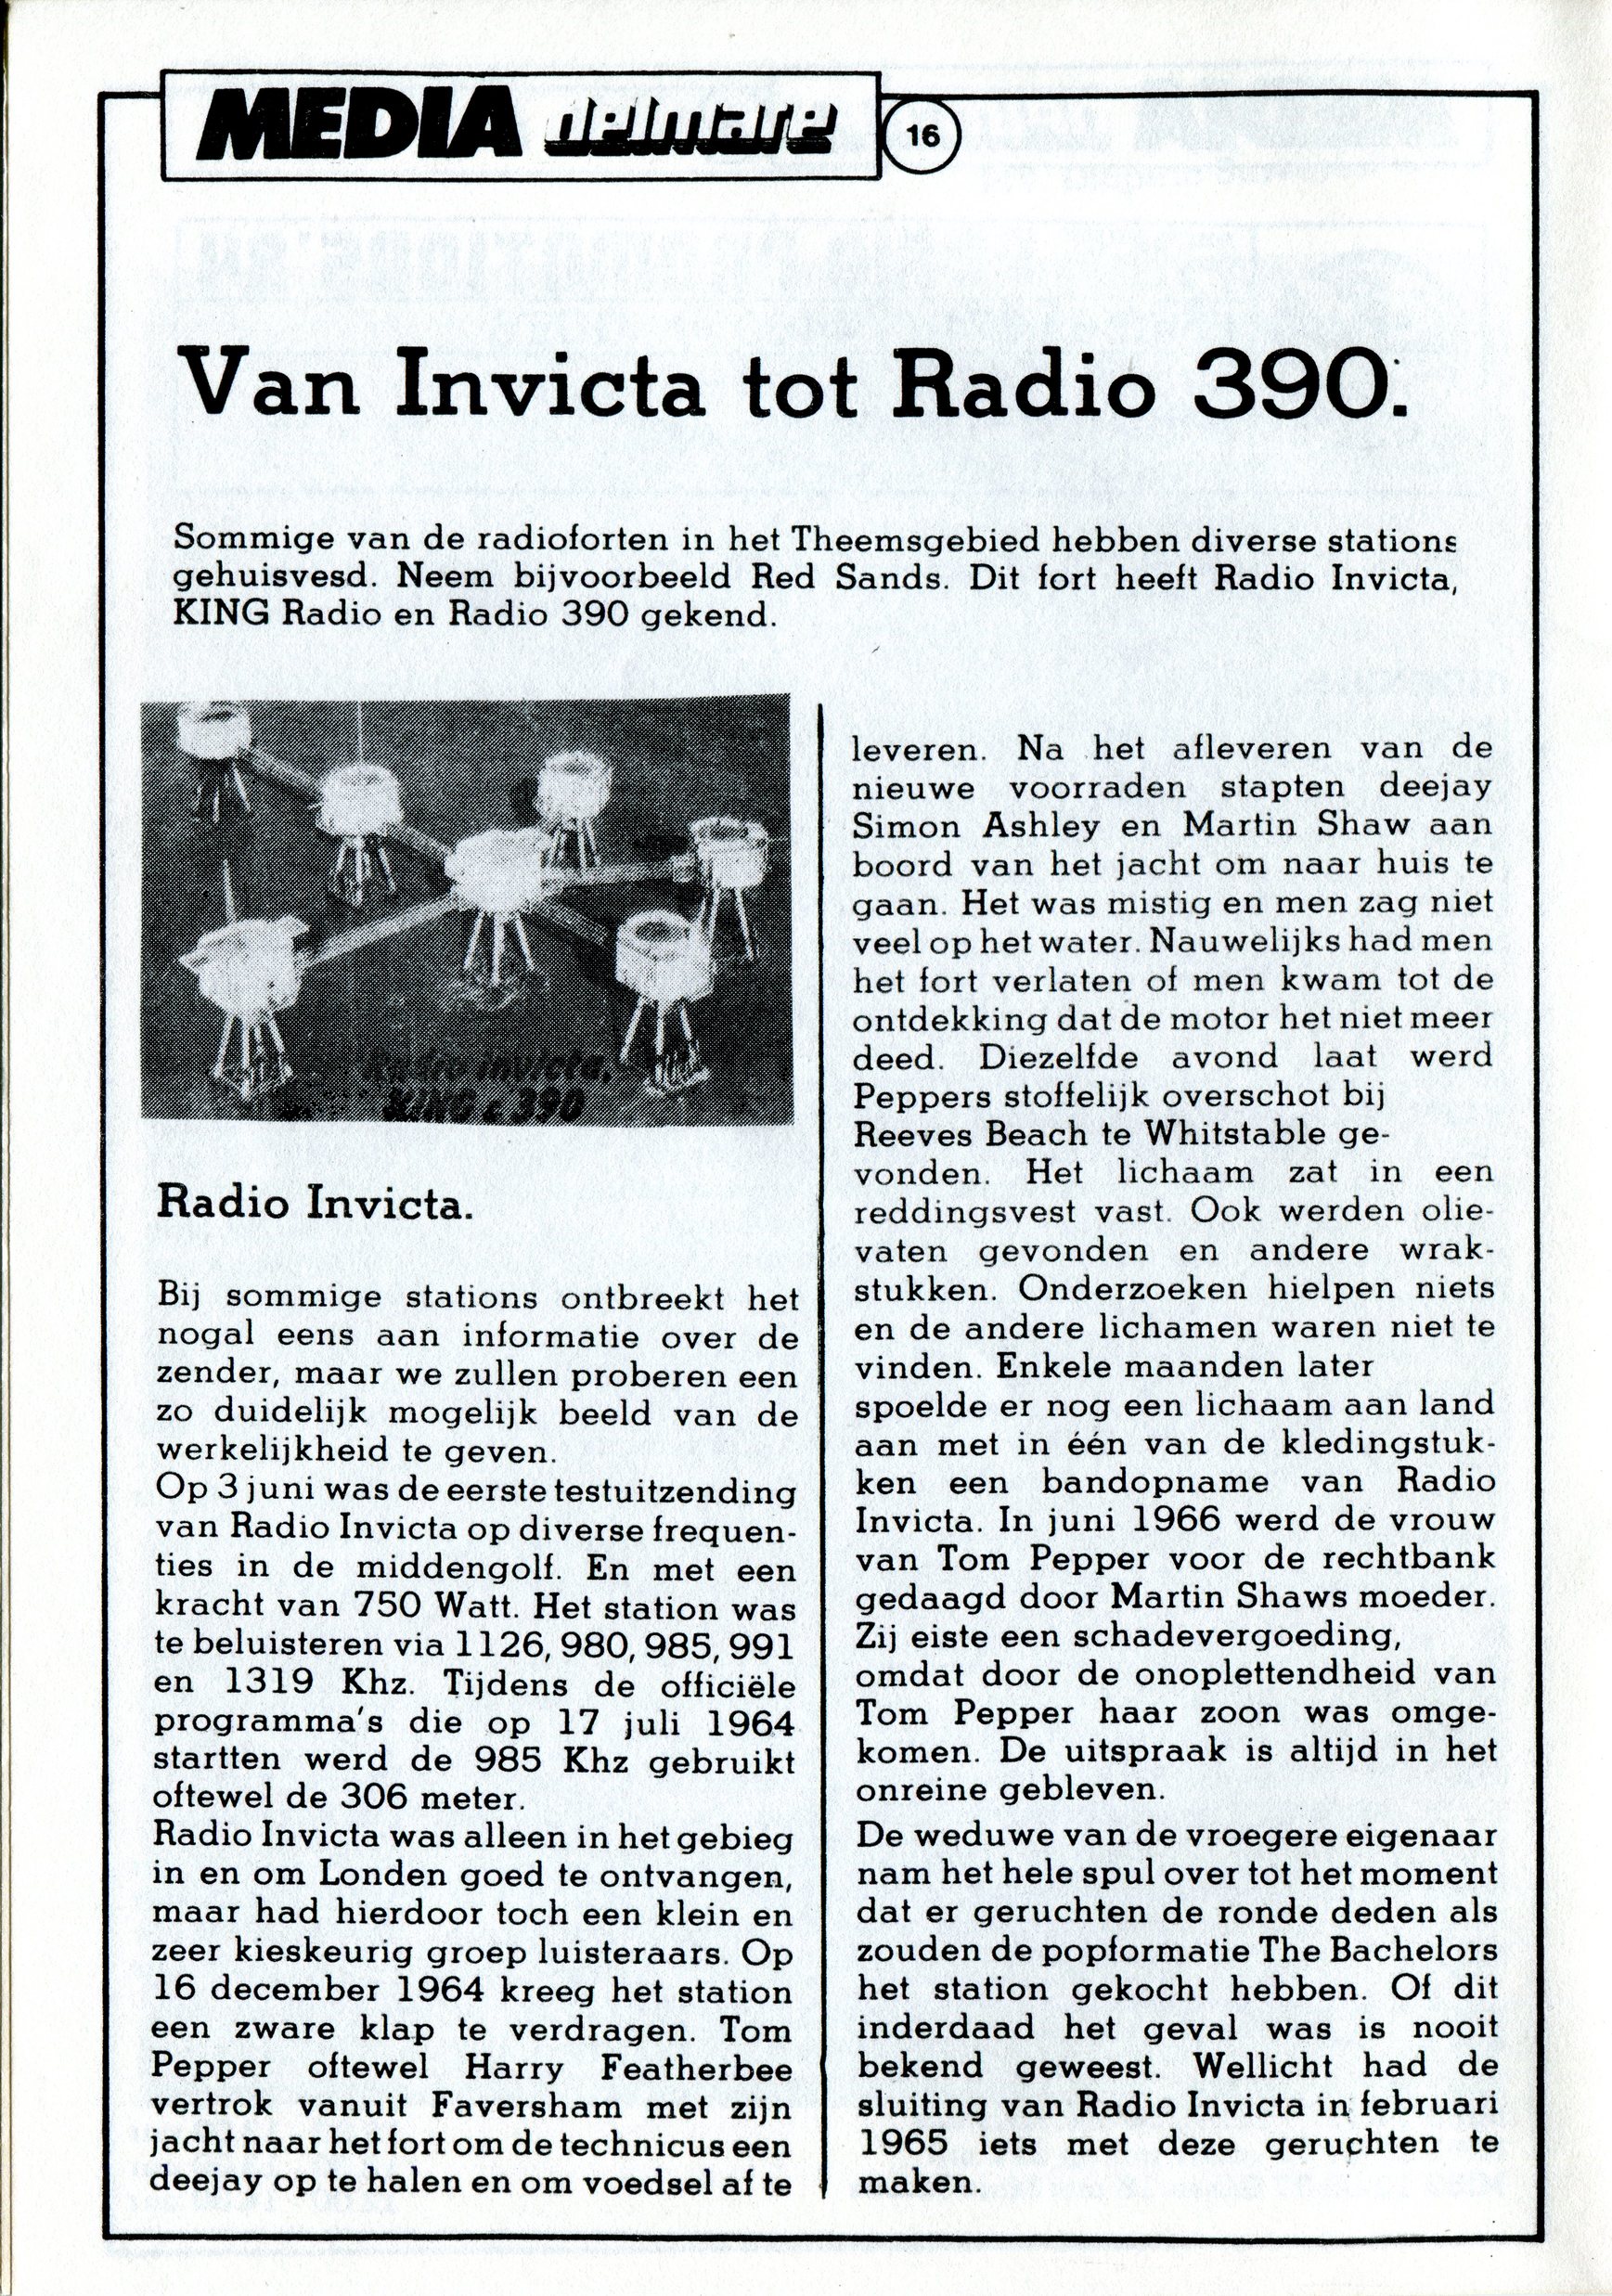 MEDIA delmare
16
Van Invicta tot Radio 390.
Sommige van de radioforten in het Theemsgebied hebben diverse stations
gehuisvesd. Neem bijvoorbeeld Red Sands. Dit fort heeft Radio Invicta,
KING Radio en Radio 390 gekend.
Radio invicta,
KING & 390
Radio Invicta.
Bij sommige stations ontbreekt het
nogal eens aan informatie over de
zender, maar we zullen proberen een
zo duidelijk mogelijk beeld van de
werkelijkheid te geven.
Op 3 juni was de eerste testuitzending
van Radio Invicta op diverse frequen-
ties in de middengolf. En met een
kracht van 750 Watt. Het station was
te beluisteren via 1126, 980, 985, 991
en 1319 Khz. Tijdens de officiële
programma's die op 17 juli 1964
startten werd de 985 Khz gebruikt
oftewel de 306 meter.
Radio Invicta was alleen in het gebieg
in en om Londen goed te ontvangen,
maar had hierdoor toch een klein en
zeer kieskeurig groep luisteraars. Op
16 december 1964 kreeg het station
een zware klap te verdragen. Tom
Pepper oftewel Harry Featherbee
vertrok vanuit Faversham met zijn
jacht naar het fort om de technicus een
deejay op te halen en om voedsel af te
leveren. Na het afleveren van de
nieuwe voorraden stapten deejay
Simon Ashley en Martin Shaw aan
boord van het jacht om naar huis te
gaan. Het was mistig en men zag niet
veel op het water. Nauwelijks had men
het fort verlaten of men kwam tot de
ontdekking dat de motor het niet meer
deed. Diezelfde avond laat werd
Peppers stoffelijk overschot bij
Reeves Beach te Whitstable ge-
vonden. Het lichaam zat in een
reddingsvest vast. Ook werden olie-
vaten gevonden en andere wrak-
stukken. Onderzoeken hielpen niets
en de andere lichamen waren niet te
vinden. Enkele maanden later
spoelde er nog een lichaam aan land
aan met in één van de kledingstuk-
ken een bandopname van Radio
Invicta. In juni 1966 werd de vrouw
van Tom Pepper voor de rechtbank
gedaagd door Martin Shaws moeder.
Zij eiste een schadevergoeding,
omdat door de onoplettendheid van
Tom Pepper haar zoon was omge-
komen. De uitspraak is altijd in het
onreine gebleven.
De weduwe van de vroegere eigenaar
nam het hele spul over tot het moment
dat er geruchten de ronde deden als
zouden de popformatie The Bachelors
het station gekocht hebben. Of dit
inderdaad het geval was is nooit
bekend geweest. Wellicht had de
sluiting van Radio Invicta in februari
1965 iets met deze geruchten te
maken.